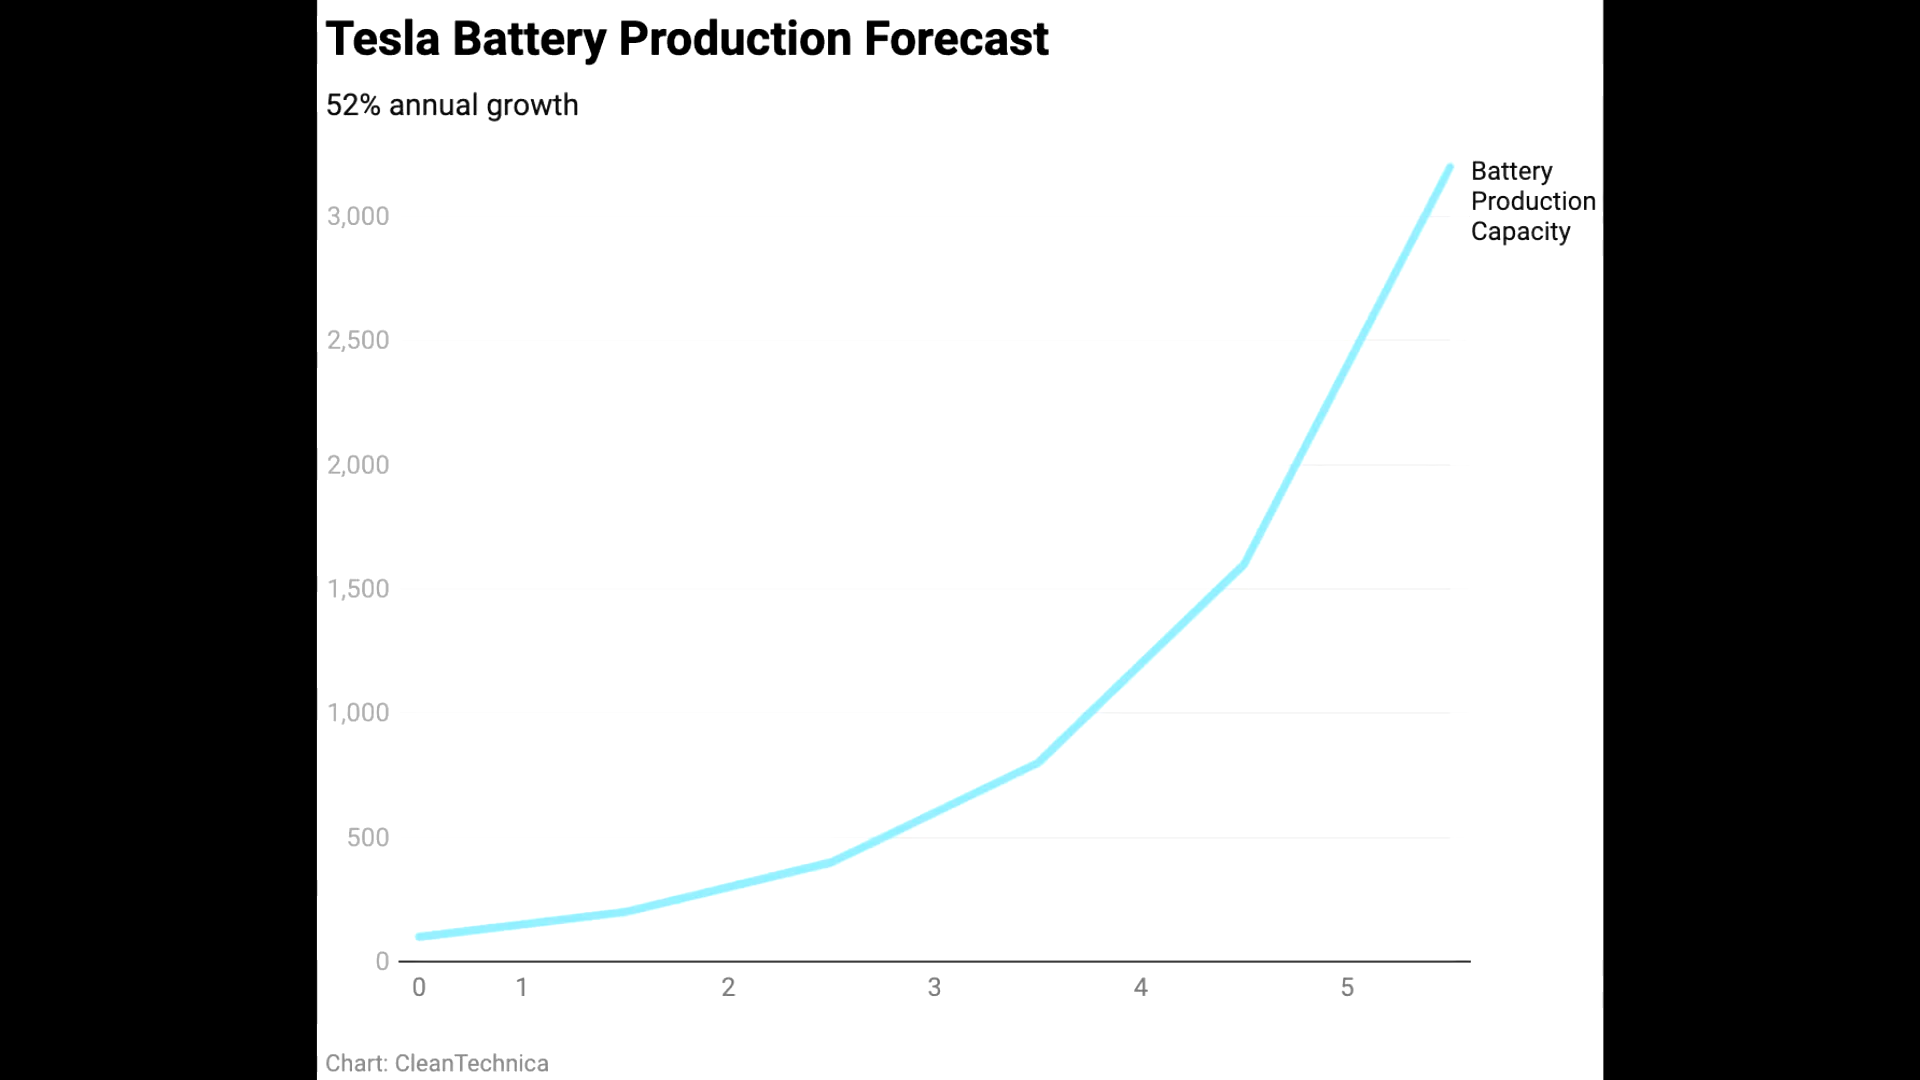 Tesla Battery Production Forecast
52% annual growth
Battery
Production
Capacity
3,000
2,500
2,000
1,500
1,000
500
0
0 1 2 3 4 5
Chart: CleanTechnica